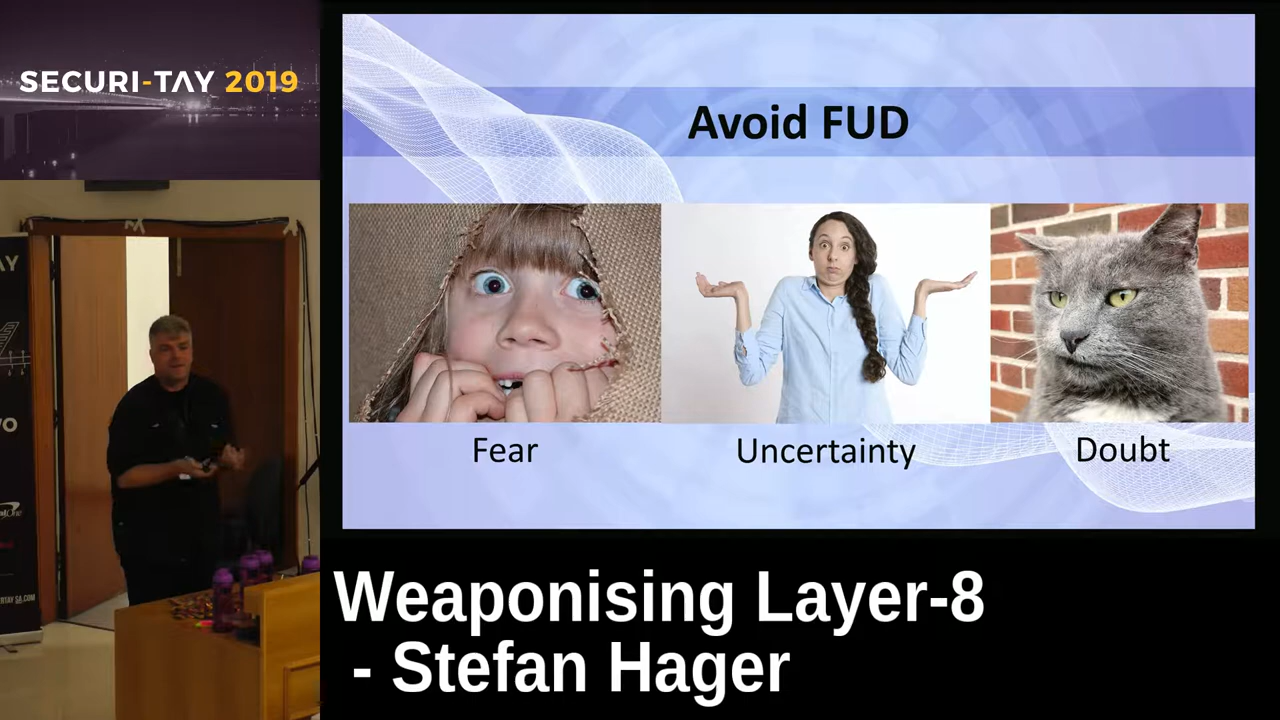 SECURI-TAY 2019
Avoid FUD
Fear
Uncertainty
Doubt
Weaponising Layer-8
- Stefan Hager